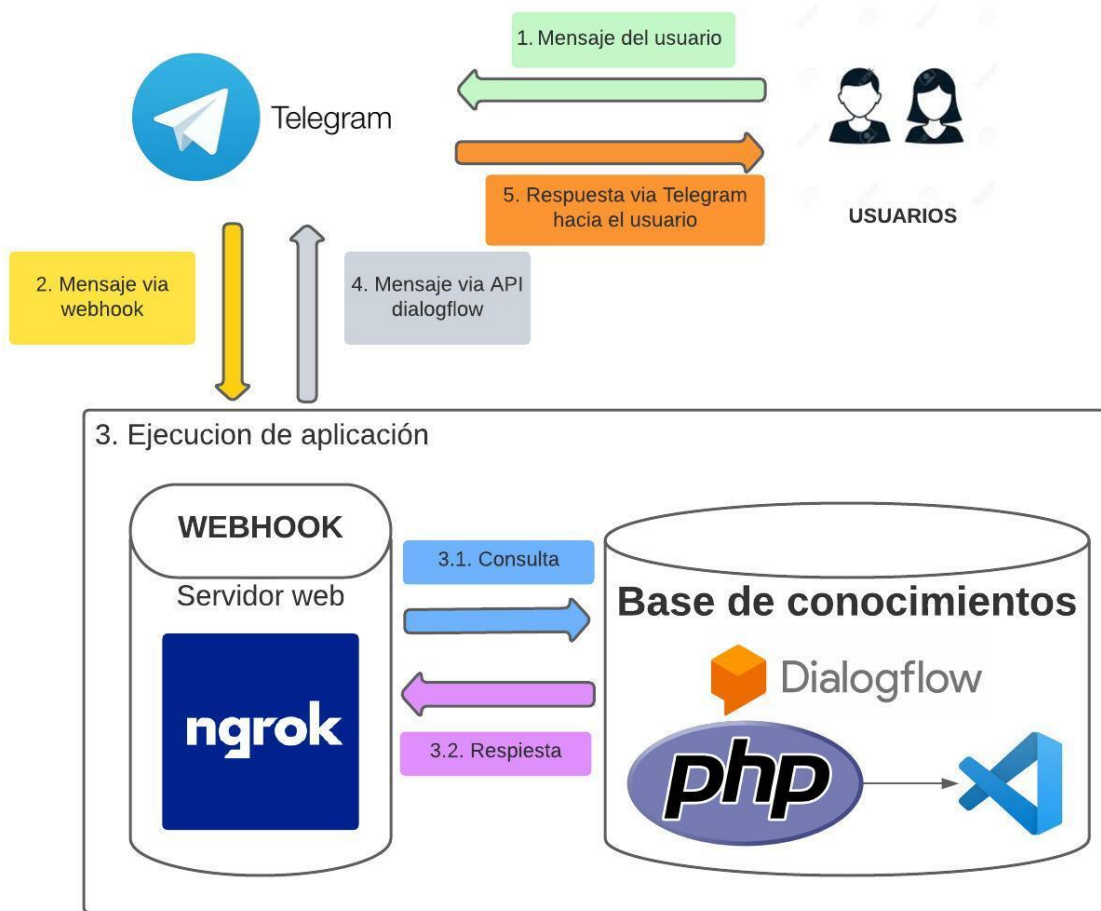 1. Mensaje del usuario
Telegram
5. Respuesta via Telegram
hacia el usuario
USUARIOS
2. Mensaje via
webhook
4. Mensaje via API
dialogflow
3. Ejecucion de aplicación
WEBHOOK
Servidor web
ngrok
3.1. Consulta
3.2. Respiesta
Base de conocimientos
Dialogflow
php